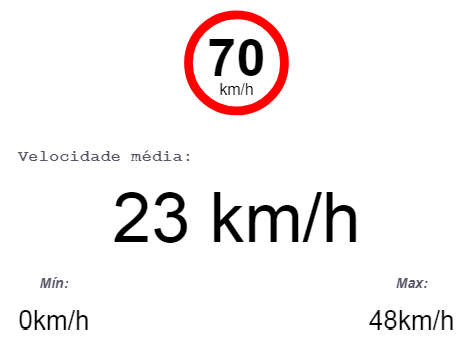 70
km/h
Velocidade média:
23 km/h
Mín: Max:
0km/h 48km/h